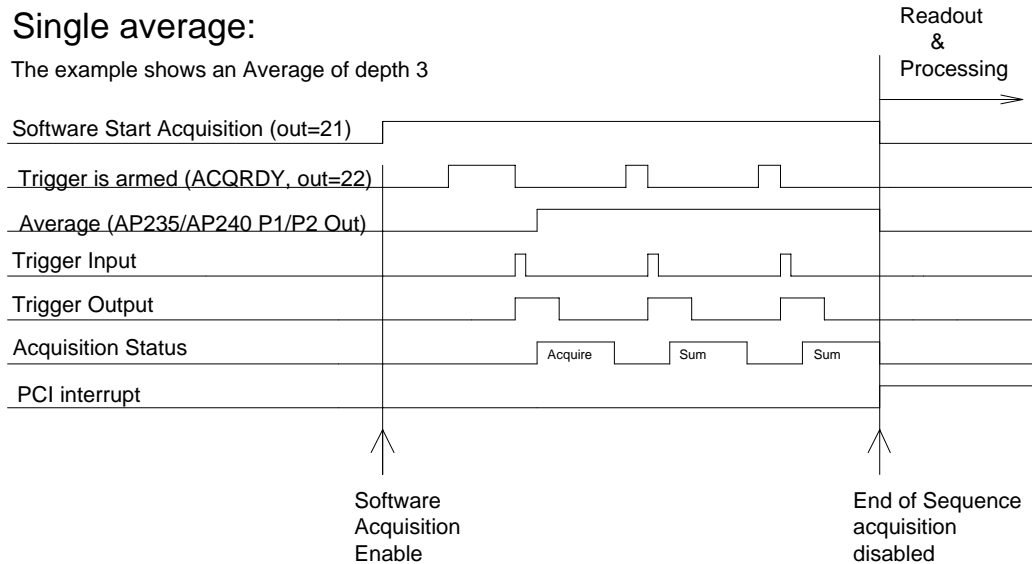 Single average:
The example shows an Average of depth 3
Readout
&
Processing
Software Start Acquisition (out=21)
Trigger is armed (ACQRDY, out=22)
Average (AP235/AP240 P1/P2 Out)
Trigger Input
Trigger Output
Acquisition Status
Acquire
Sum
Sum
PCI interrupt
Software
Acquisition
Enable
End of Sequence
acquisition
disabled